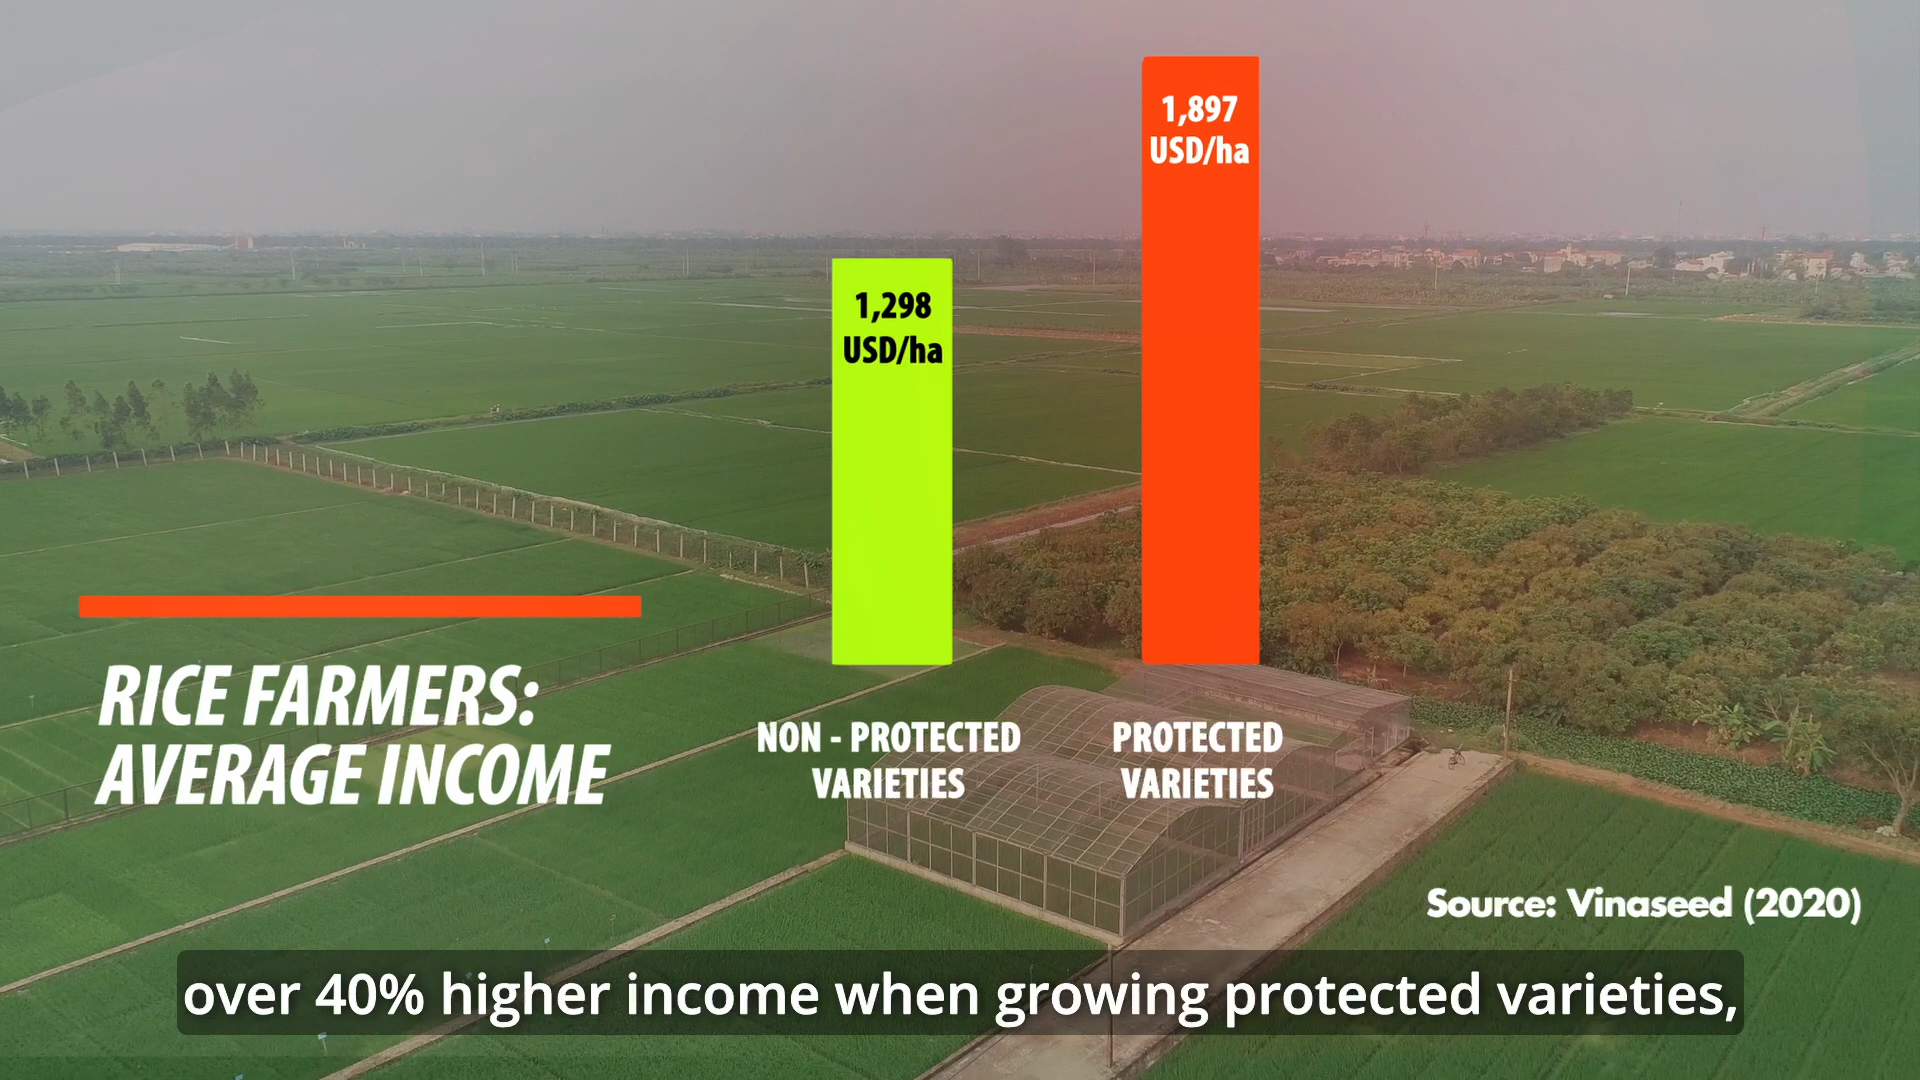 1,897
USD/ha
1,298
USD/ha
RICE FARMERS:
AVERAGE INCOME
NON - PROTECTED
VARIETIES
PROTECTED
VARIETIES
Source: Vinaseed (2020)
over 40% higher income when growing protected varieties,